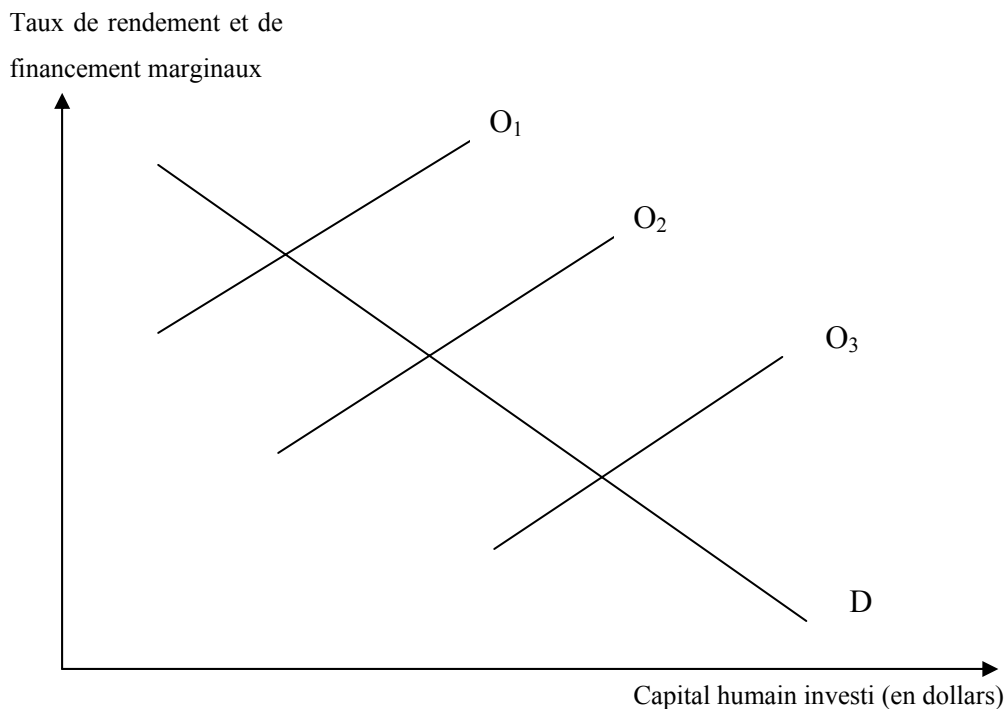 Taux de rendement et de
financement marginaux
O₁
O₂
O₃
D
Capital humain investi (en dollars)